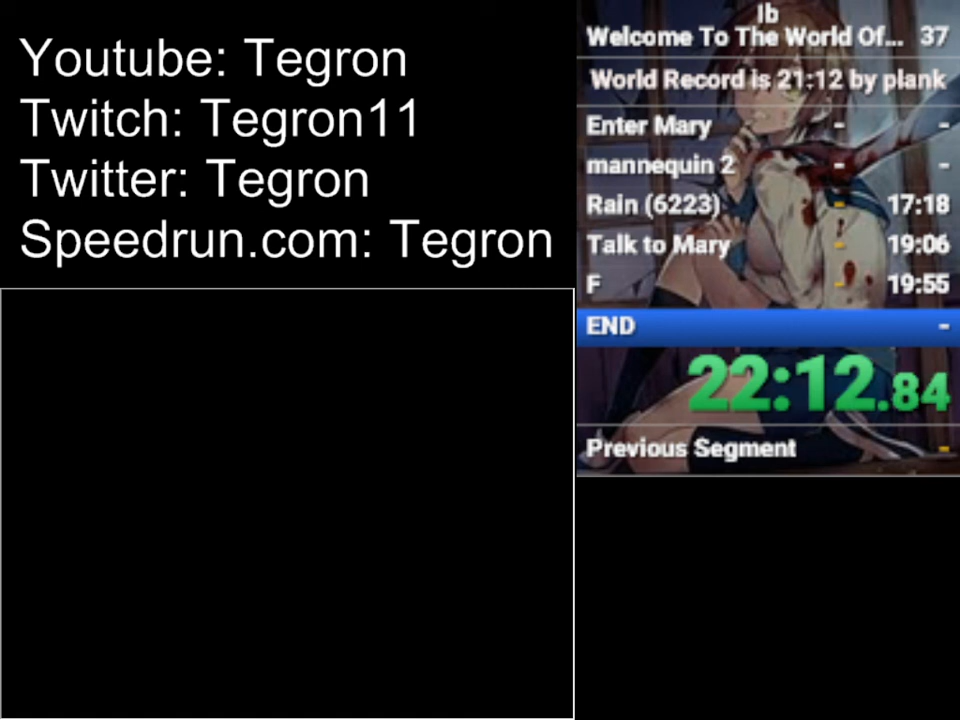 Youtube: Tegron
Twitch: Tegron11
Twitter: Tegron
Speedrun.com: Tegron
Ib
Welcome To The World Of... 37
World Record is 21:12 by plank
Enter Mary - -
mannequin 2 - -
Rain (6223) - 17:18
Talk to Mary - 19:06
F - 19:55
END -
22:12.84
Previous Segment -